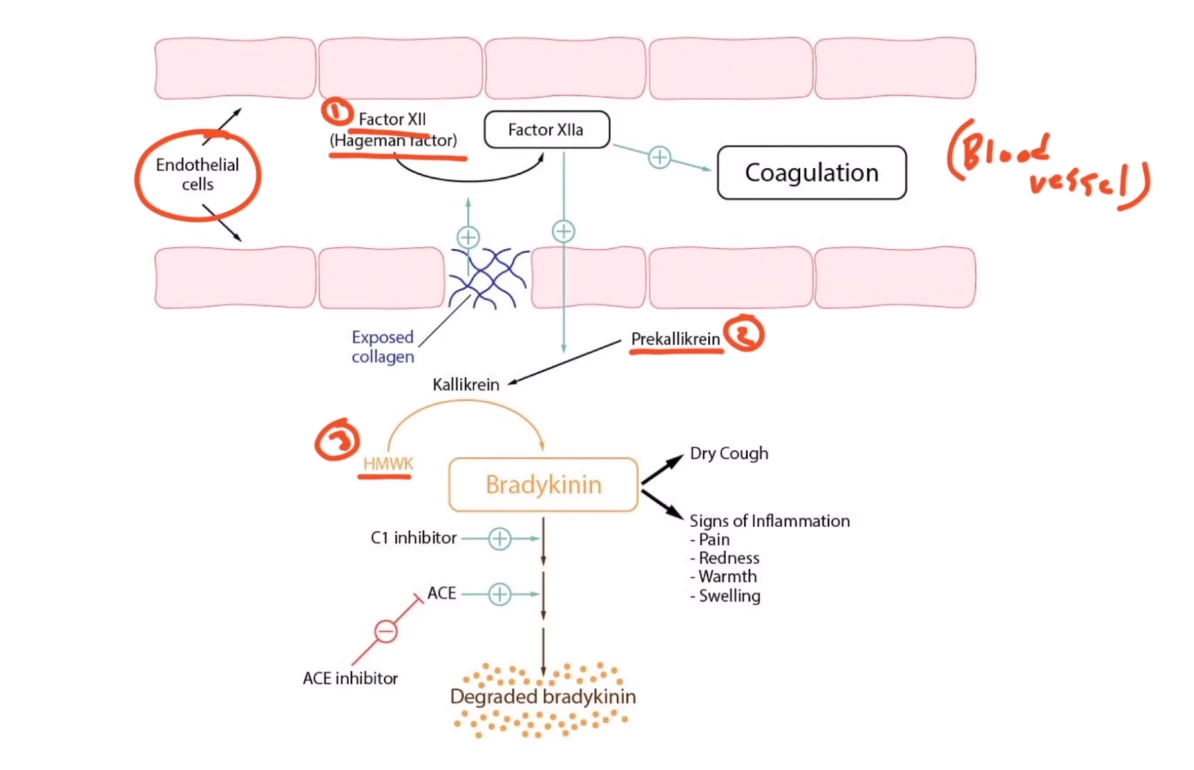 1
Factor XII
(Hageman factor)
Factor XIIa
Coagulation
(Blood
vessel)
Endothelial
cells
+
+
+
Exposed
collagen
Prekallikrein 2
Kallikrein
3
HMWK
Bradykinin
Dry Cough
Signs of Inflammation
- Pain
- Redness
- Warmth
- Swelling
C1 inhibitor +
ACE +
−
ACE inhibitor
Degraded bradykinin